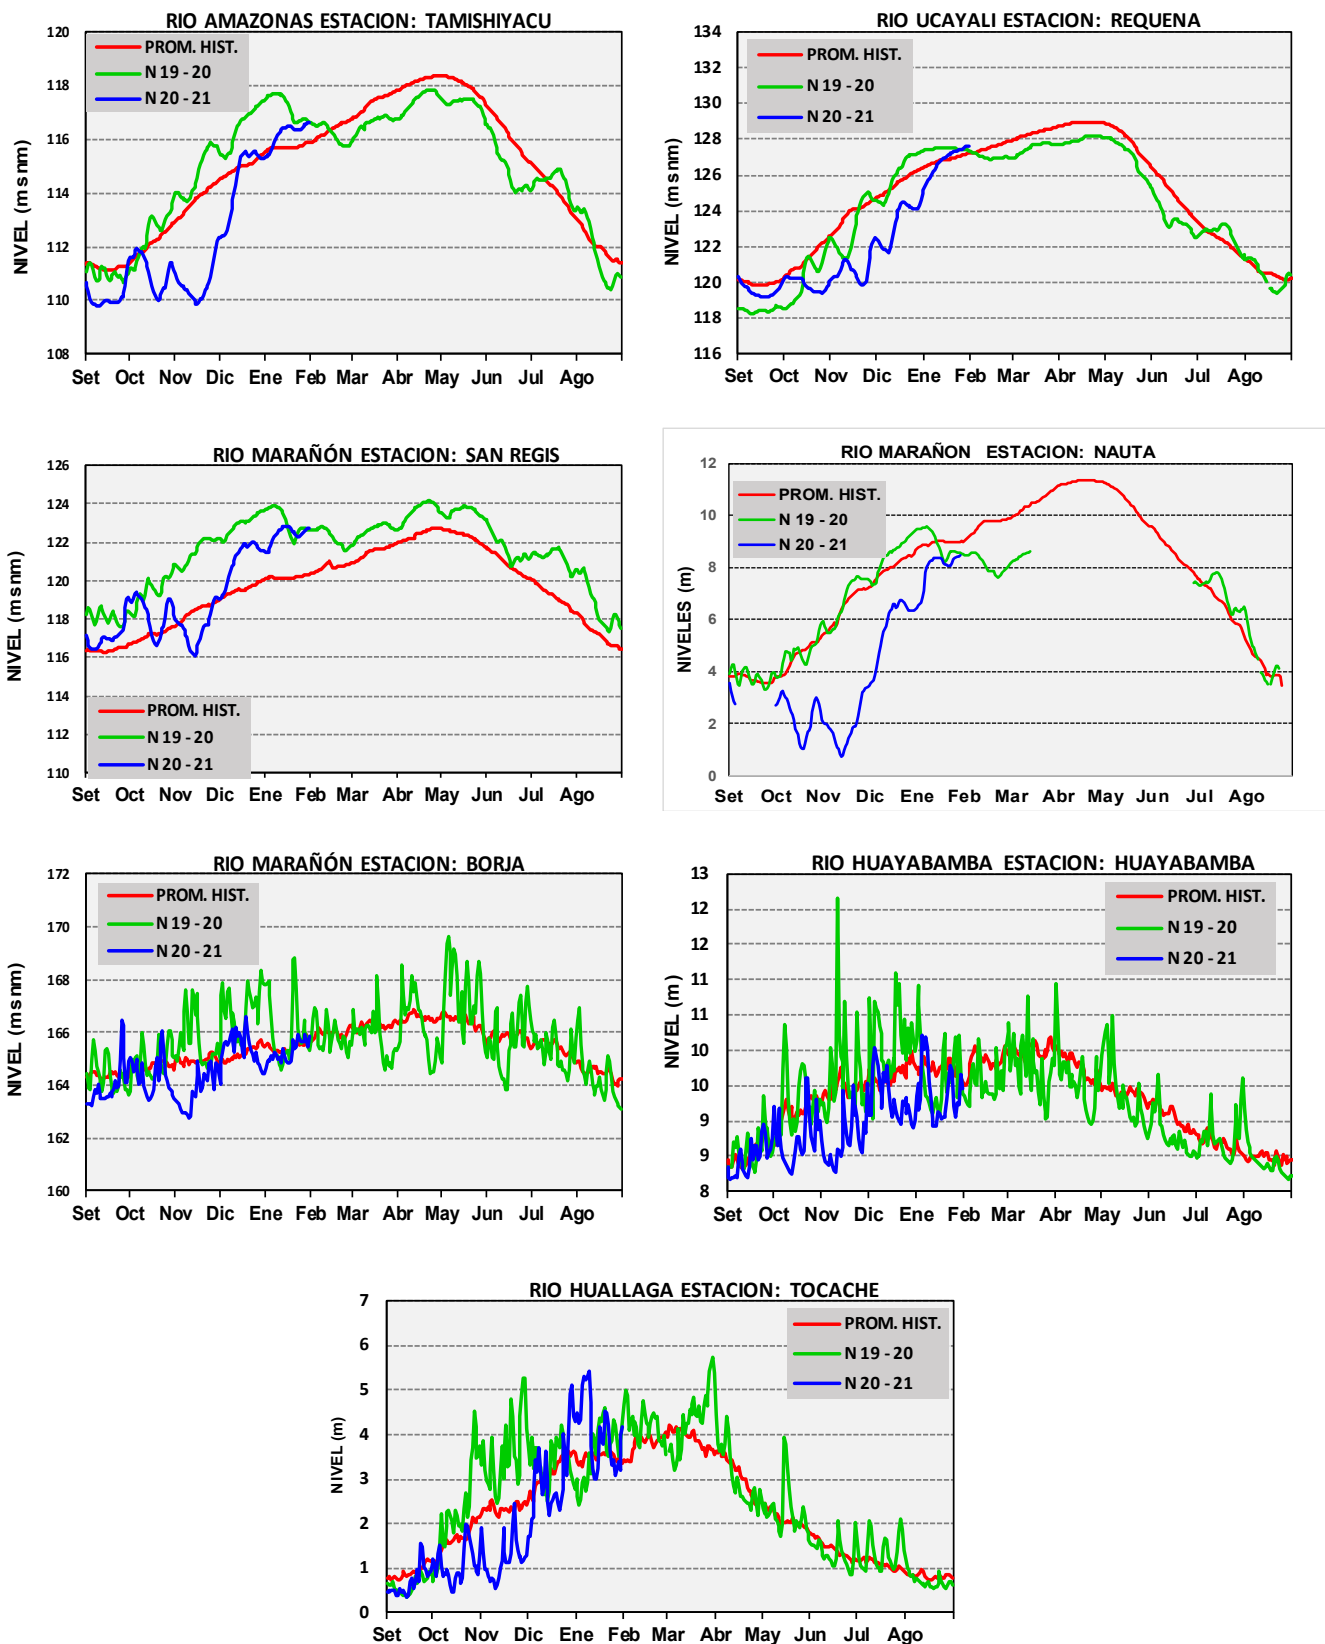 RIO AMAZONAS ESTACION: TAMISHIYACU
120
118
116
114
112
110
108
NIVEL (msnm)
PROM. HIST.
N 19 - 20
N 20 - 21
Set Oct Nov Dic Ene Feb Mar Abr May Jun Jul Ago
RIO UCAYALI ESTACION: REQUENA
134
132
130
128
126
124
122
120
118
116
NIVEL (msnm)
PROM. HIST.
N 19 - 20
N 20 - 21
Set Oct Nov Dic Ene Feb Mar Abr May Jun Jul Ago
RIO MARAÑÓN ESTACION: SAN REGIS
126
124
122
120
118
116
114
112
110
NIVEL (msnm)
PROM. HIST.
N 19 - 20
N 20 - 21
Set Oct Nov Dic Ene Feb Mar Abr May Jun Jul Ago
RIO MARAÑON ESTACION: NAUTA
12
10
8
6
4
2
0
NIVELES (m)
PROM. HIST.
N 19 - 20
N 20 - 21
Set Oct Nov Dic Ene Feb Mar Abr May Jun Jul Ago
RIO MARAÑÓN ESTACION: BORJA
172
170
168
166
164
162
160
NIVEL (msnm)
PROM. HIST.
N 19 - 20
N 20 - 21
Set Oct Nov Dic Ene Feb Mar Abr May Jun Jul Ago
RIO HUAYABAMBA ESTACION: HUAYABAMBA
13
12
12
11
11
10
10
9
9
8
NIVEL (m)
PROM. HIST.
N 19 - 20
N 20 - 21
Set Oct Nov Dic Ene Feb Mar Abr May Jun Jul Ago
RIO HUALLAGA ESTACION: TOCACHE
7
6
5
4
3
2
1
0
NIVEL (m)
PROM. HIST.
N 19 - 20
N 20 - 21
Set Oct Nov Dic Ene Feb Mar Abr May Jun Jul Ago